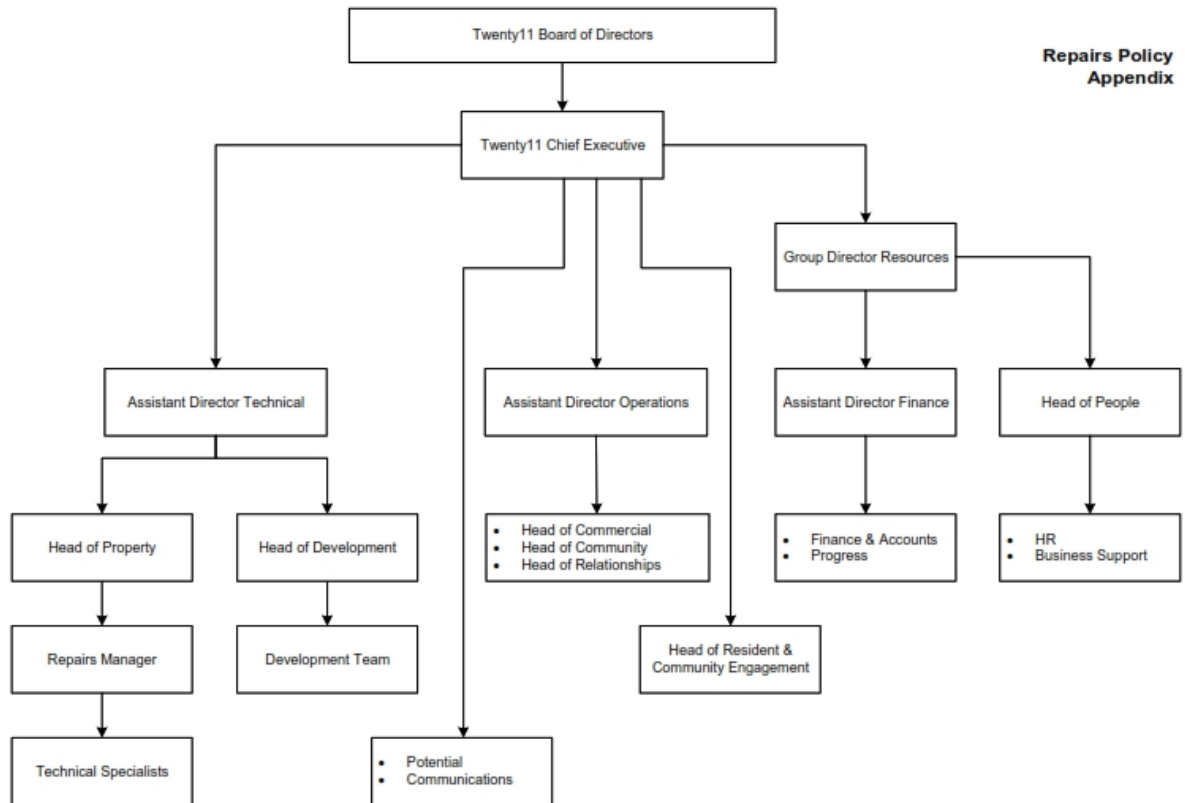 Twenty11 Board of Directors
Repairs Policy
Appendix
Twenty11 Chief Executive
Group Director Resources
Assistant Director Technical
Assistant Director Operations
Assistant Director Finance
Head of People
Head of Property
Head of Development
• Head of Commercial
• Head of Community
• Head of Relationships
• Finance & Accounts
• Progress
• HR
• Business Support
Repairs Manager
Development Team
Head of Resident &
Community Engagement
Technical Specialists
• Potential
• Communications